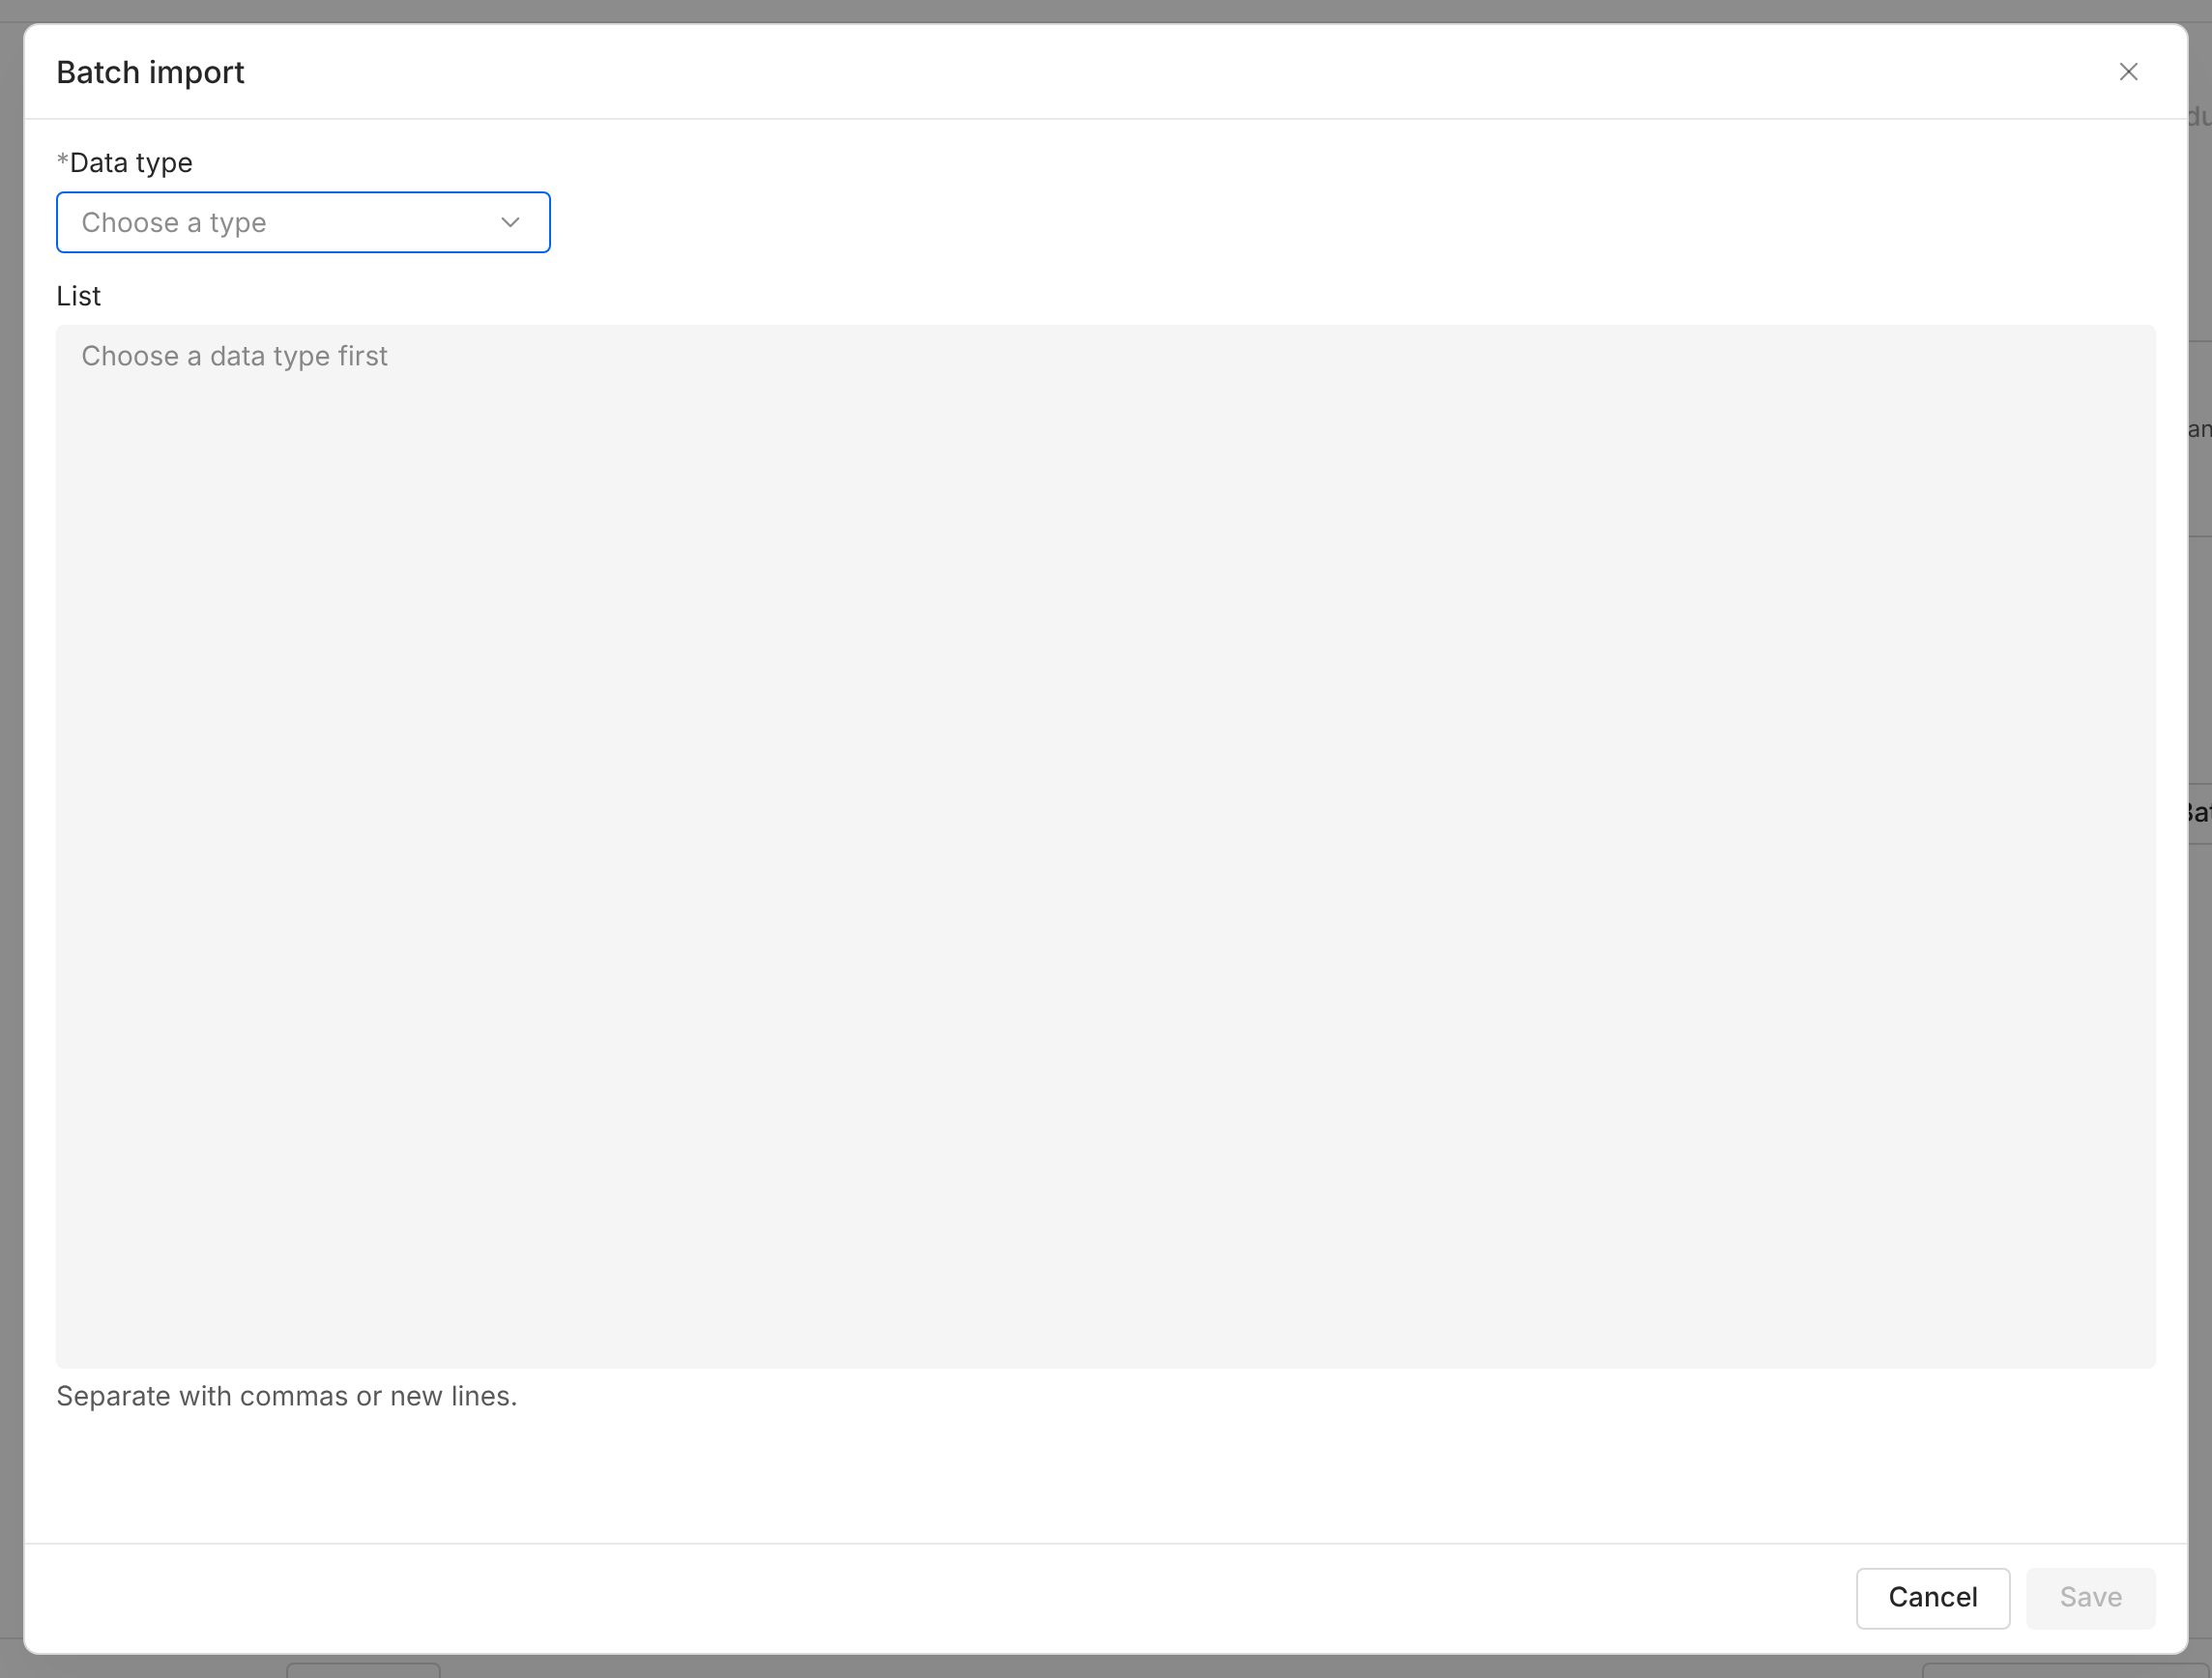 Batch import
*Data type
Choose a type
List
Choose a data type first
Separate with commas or new lines.
Cancel
Save